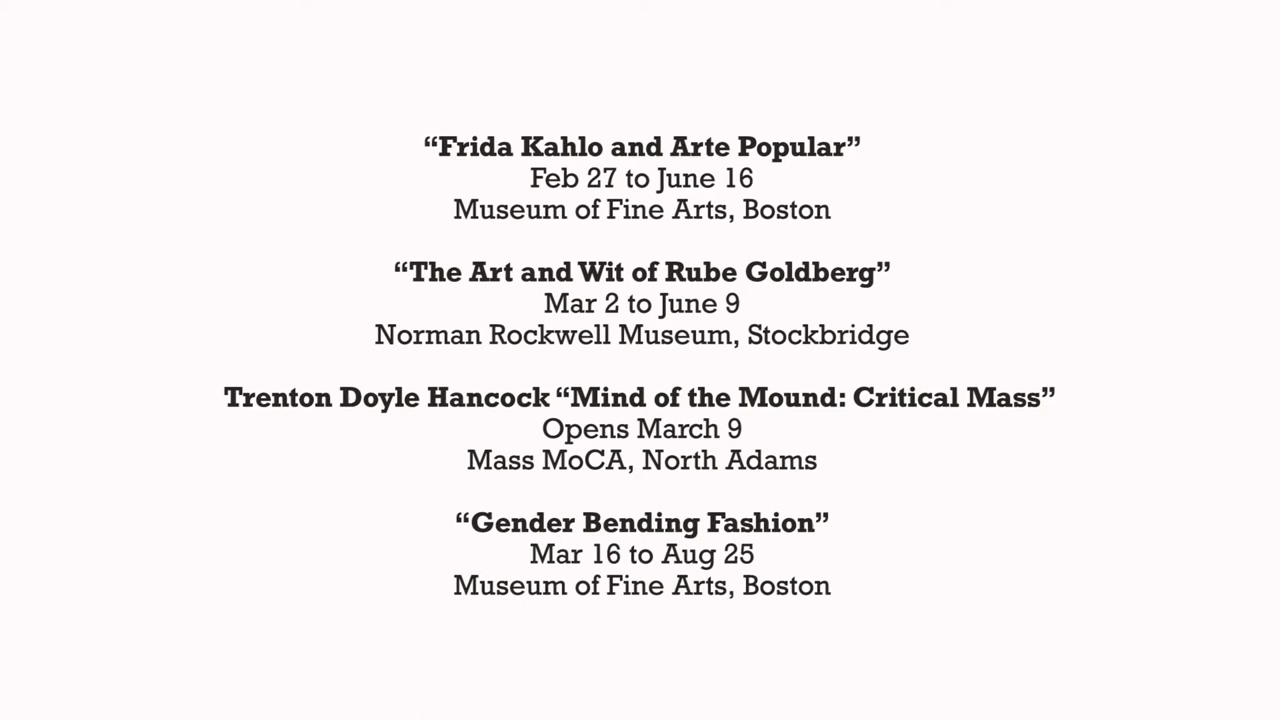 “Frida Kahlo and Arte Popular”
Feb 27 to June 16
Museum of Fine Arts, Boston
“The Art and Wit of Rube Goldberg”
Mar 2 to June 9
Norman Rockwell Museum, Stockbridge
Trenton Doyle Hancock “Mind of the Mound: Critical Mass”
Opens March 9
Mass MoCA, North Adams
“Gender Bending Fashion”
Mar 16 to Aug 25
Museum of Fine Arts, Boston